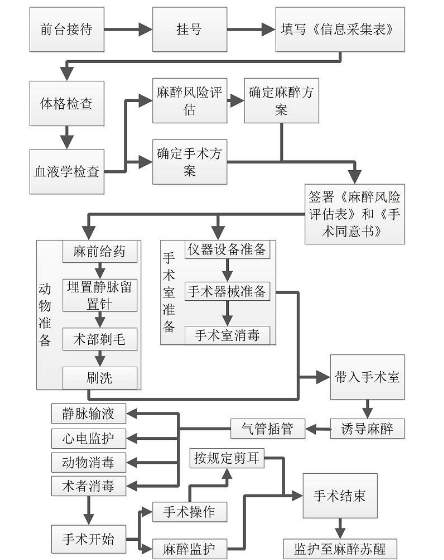 前台接待
挂号
填写《信息采集表》
体格检查
麻醉风险评
估
确定麻醉方
案
血液学检查
确定手术方
案
签署《麻醉风险
评估表》和《手
术同意书》
动
物
准
备
麻前给药
埋置静脉留
置针
术部剃毛
刷洗
手
术
室
准
备
仪器设备准备
手术器械准备
手术室消毒
带入手术室
诱导麻醉
气管插管
静脉输液
心电监护
动物消毒
术者消毒
手术开始
手术操作
按规定剪耳
麻醉监护
手术结束
监护至麻醉苏醒